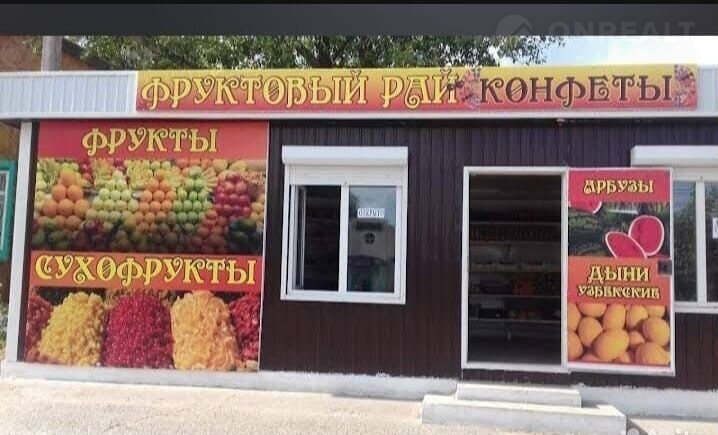 ONREALT
ФРУКТОВЫЙ РАЙ КОНФЕТЫ
ФРУКТЫ
СУХОФРУКТЫ
ОТКРЫТО
АРБУЗЫ
ДЫНИ
УЗБЕКСКИЕ